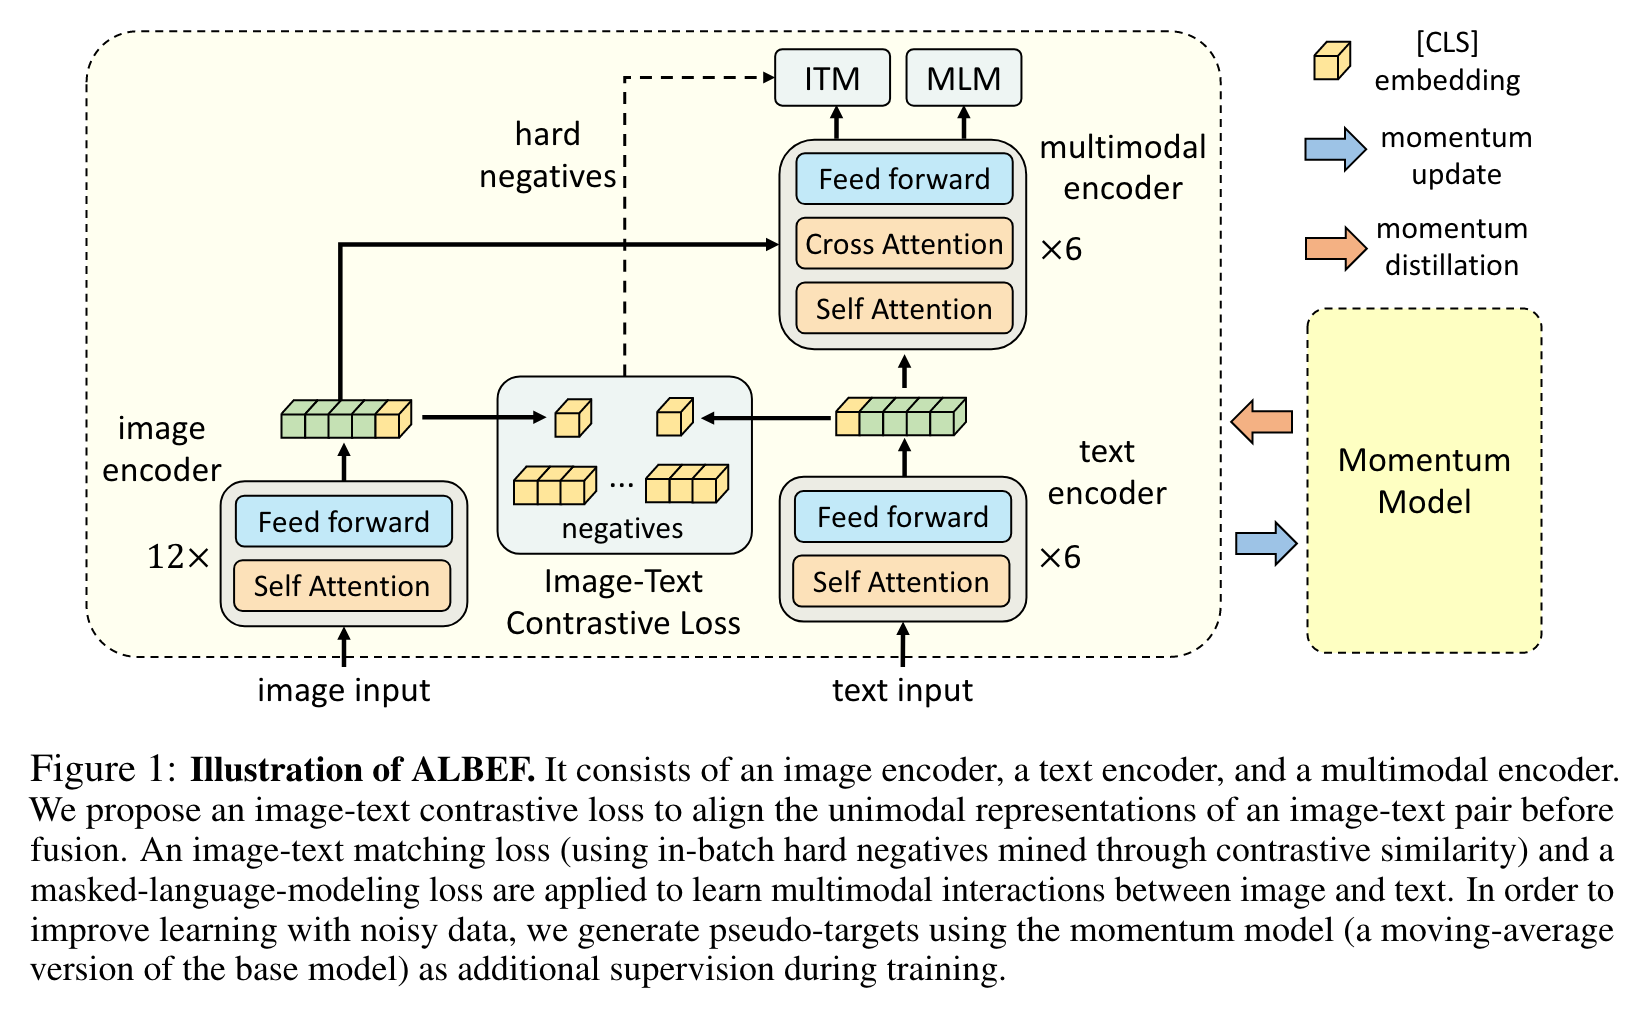 ITM
MLM
hard
negatives
Feed forward
Cross Attention
Self Attention
multimodal
encoder
×6
[CLS]
embedding
momentum
update
momentum
distillation
image
encoder
12×
Feed forward
Self Attention
...
negatives
Image-Text
Contrastive Loss
text
encoder
Feed forward
Self Attention
×6
Momentum
Model
image input
text input
Figure 1: Illustration of ALBEF. It consists of an image encoder, a text encoder, and a multimodal encoder.
We propose an image-text contrastive loss to align the unimodal representations of an image-text pair before
fusion. An image-text matching loss (using in-batch hard negatives mined through contrastive similarity) and a
masked-language-modeling loss are applied to learn multimodal interactions between image and text. In order to
improve learning with noisy data, we generate pseudo-targets using the momentum model (a moving-average
version of the base model) as additional supervision during training.